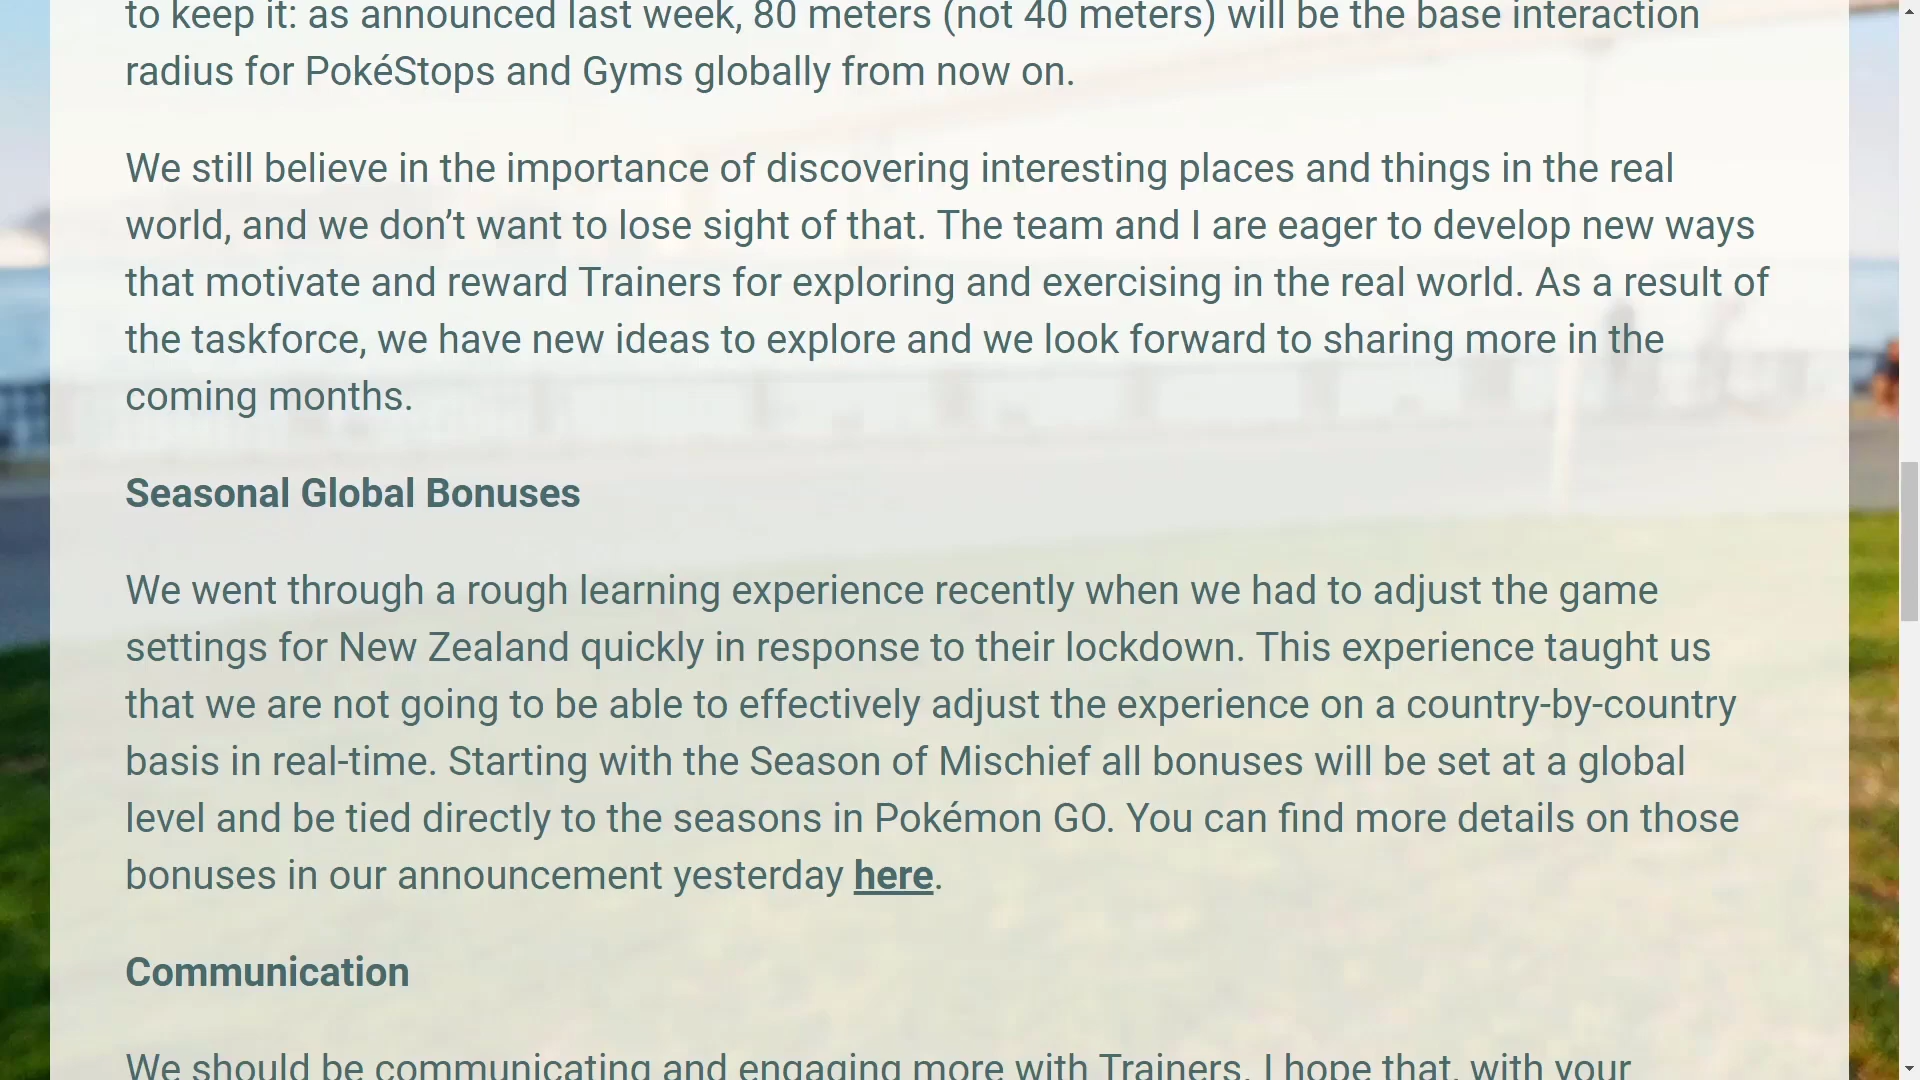 to keep it: as announced last week, 80 meters (not 40 meters) will be the base interaction
radius for PokéStops and Gyms globally from now on.
We still believe in the importance of discovering interesting places and things in the real
world, and we don’t want to lose sight of that. The team and I are eager to develop new ways
that motivate and reward Trainers for exploring and exercising in the real world. As a result of
the taskforce, we have new ideas to explore and we look forward to sharing more in the
coming months.
Seasonal Global Bonuses
We went through a rough learning experience recently when we had to adjust the game
settings for New Zealand quickly in response to their lockdown. This experience taught us
that we are not going to be able to effectively adjust the experience on a country-by-country
basis in real-time. Starting with the Season of Mischief all bonuses will be set at a global
level and be tied directly to the seasons in Pokémon GO. You can find more details on those
bonuses in our announcement yesterday here.
Communication
We should be communicating and engaging more with Trainers. I hope that, with your